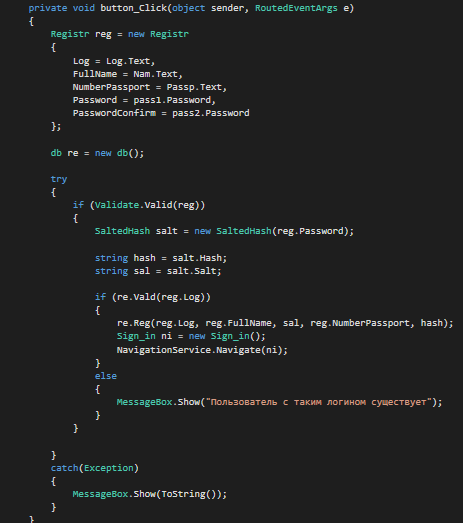 private void button_Click(object sender, RoutedEventArgs e)
{
Registr reg = new Registr
{
Log = Log.Text,
FullName = Nam.Text,
NumberPassport = Passp.Text,
Password = pass1.Password,
PasswordConfirm = pass2.Password
};
db re = new db();
try
{
if (Validate.Valid(reg))
{
SaltedHash salt = new SaltedHash(reg.Password);
string hash = salt.Hash;
string sal = salt.Salt;
if (re.Vald(reg.Log))
{
re.Reg(reg.Log, reg.FullName, sal, reg.NumberPassport, hash);
Sign_in ni = new Sign_in();
NavigationService.Navigate(ni);
}
else
{
MessageBox.Show("Пользователь с таким логином существует");
}
}
}
catch(Exception)
{
MessageBox.Show(ToString());
}
}